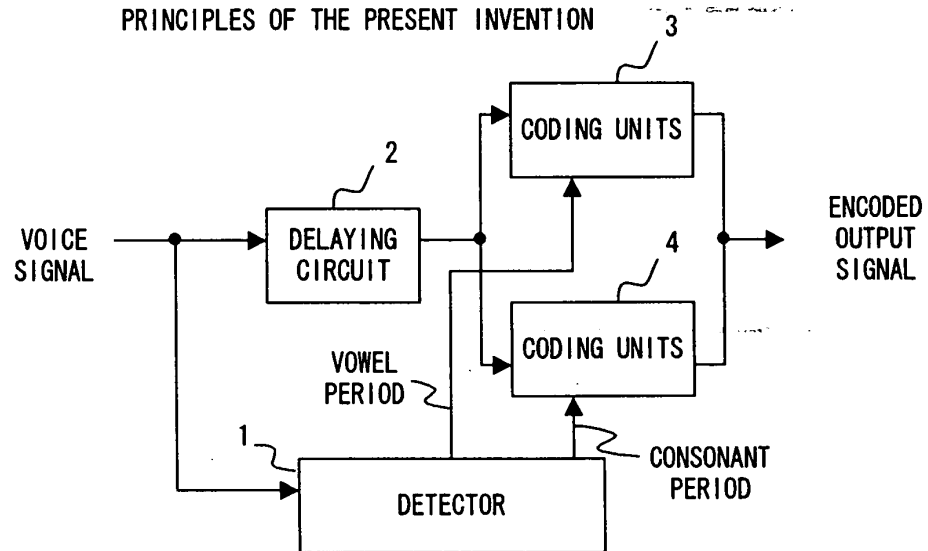 PRINCIPLES OF THE PRESENT INVENTION
3
CODING UNITS
2
DELAYING
CIRCUIT
VOICE
SIGNAL
ENCODED
OUTPUT
SIGNAL
4
CODING UNITS
VOWEL
PERIOD
1
DETECTOR
CONSONANT
PERIOD